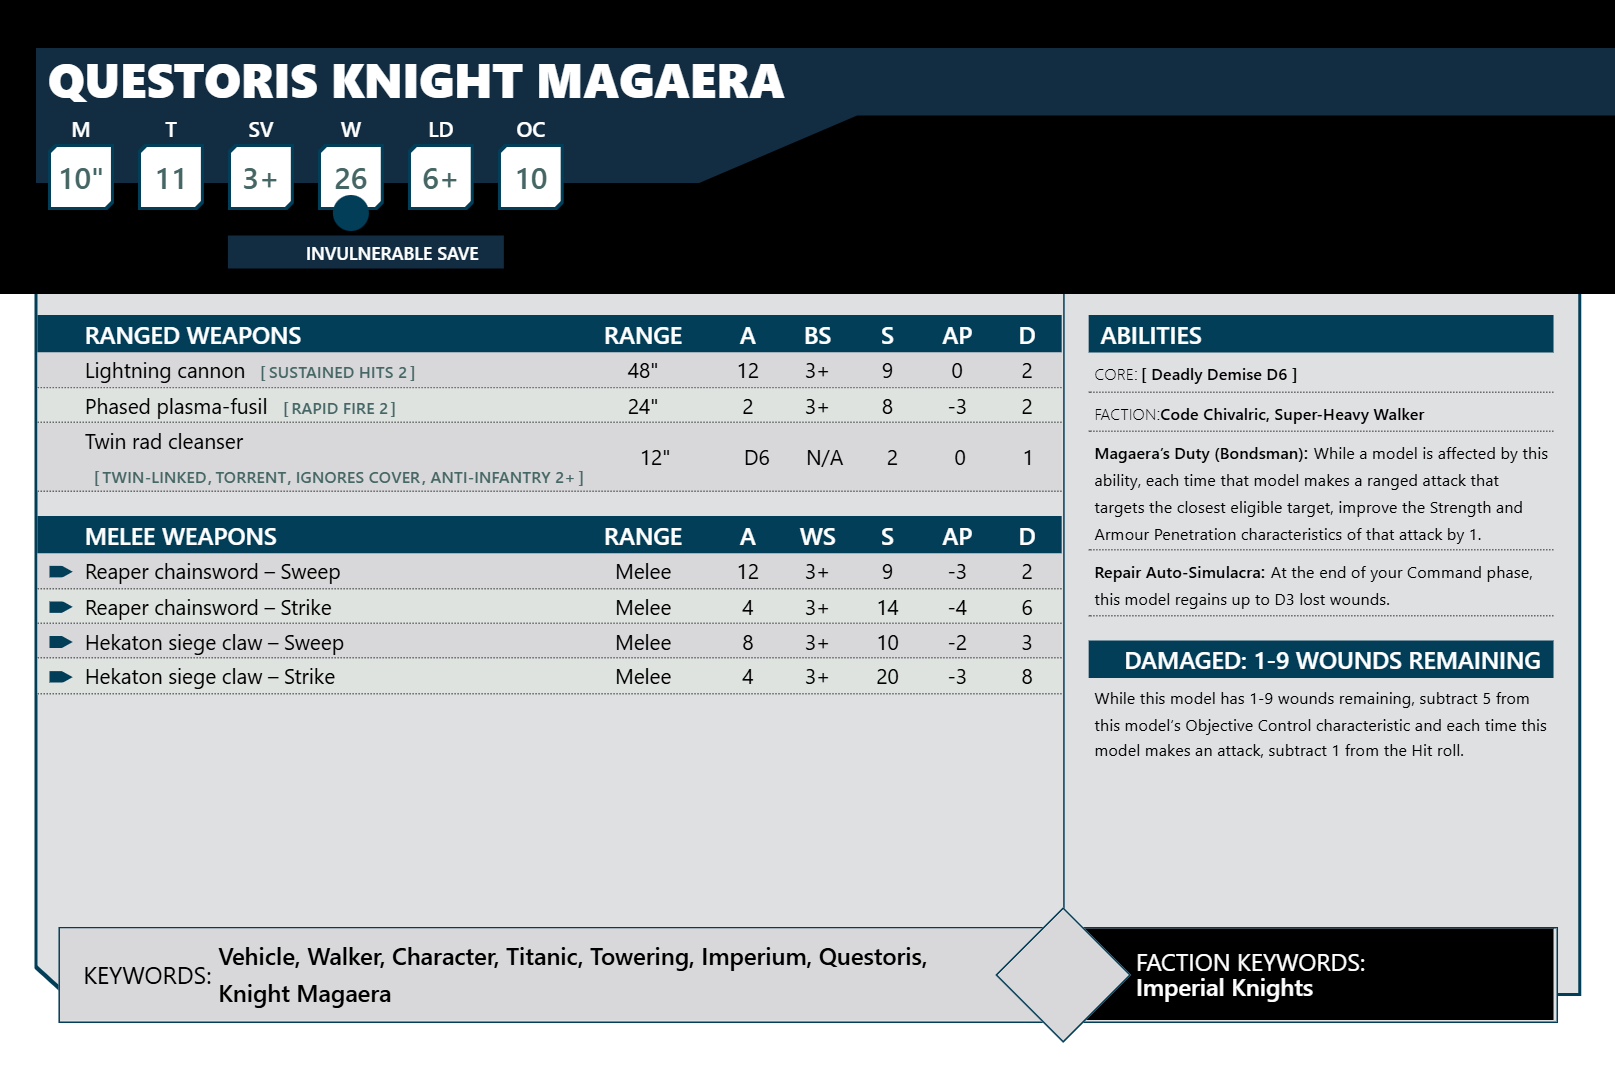 QUESTORIS KNIGHT MAGAERA
M T SV W LD OC
10" 11 3+ 26 6+ 10
INVULNERABLE SAVE
RANGED WEAPONS RANGE A BS S AP D
Lightning cannon [ SUSTAINED HITS 2 ] 48" 12 3+ 9 0 2
Phased plasma-fusil [ RAPID FIRE 2 ] 24" 2 3+ 8 -3 2
Twin rad cleanser
[ TWIN-LINKED, TORRENT, IGNORES COVER, ANTI-INFANTRY 2+ ] 12" D6 N/A 2 0 1
MELEE WEAPONS RANGE A WS S AP D
Reaper chainsword – Sweep Melee 12 3+ 9 -3 2
Reaper chainsword – Strike Melee 4 3+ 14 -4 6
Hekaton siege claw – Sweep Melee 8 3+ 10 -2 3
Hekaton siege claw – Strike Melee 4 3+ 20 -3 8
ABILITIES
CORE: [ Deadly Demise D6 ]
FACTION:Code Chivalric, Super-Heavy Walker
Magaera’s Duty (Bondsman): While a model is affected by this
ability, each time that model makes a ranged attack that
targets the closest eligible target, improve the Strength and
Armour Penetration characteristics of that attack by 1.
Repair Auto-Simulacra: At the end of your Command phase,
this model regains up to D3 lost wounds.
DAMAGED: 1-9 WOUNDS REMAINING
While this model has 1-9 wounds remaining, subtract 5 from
this model’s Objective Control characteristic and each time this
model makes an attack, subtract 1 from the Hit roll.
KEYWORDS: Vehicle, Walker, Character, Titanic, Towering, Imperium, Questoris,
Knight Magaera
FACTION KEYWORDS:
Imperial Knights